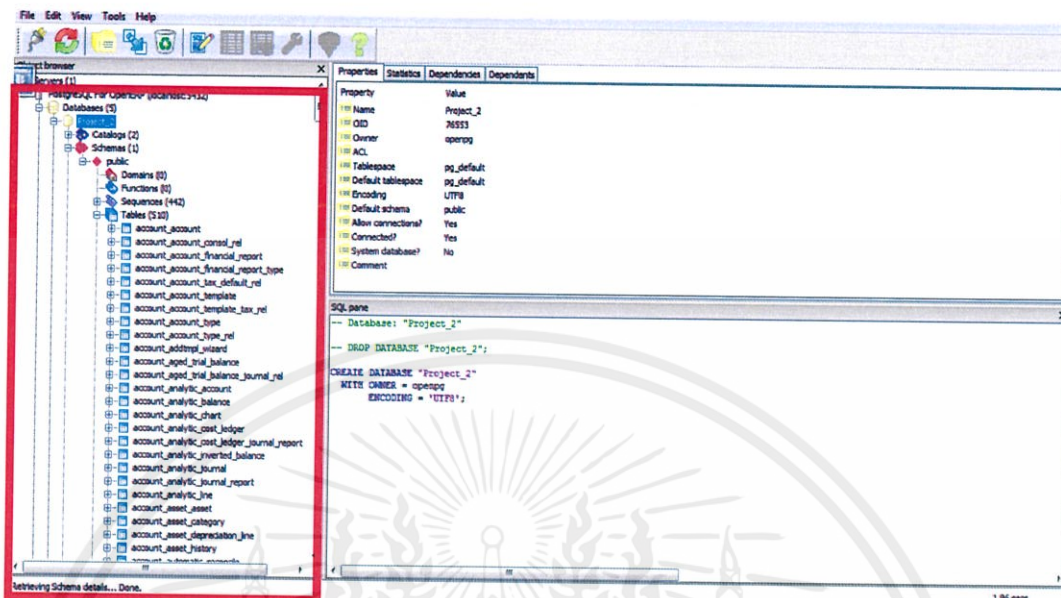 File Edit View Tools Help
Object browser
Servers (1)
PostgreSQL For OpenERP (localhost:5432)
Databases (5)
Project_2
Catalogs (2)
Schemas (1)
public
Domains (0)
Functions (0)
Sequences (442)
Tables (510)
account_account
account_account_consol_rel
account_account_financial_report
account_account_financial_report_type
account_account_tax_default_rel
account_account_template
account_account_template_tax_rel
account_account_type
account_account_type_rel
account_addtmpl_wizard
account_aged_trial_balance
account_aged_trial_balance_journal_rel
account_analytic_account
account_analytic_balance
account_analytic_chart
account_analytic_cost_ledger
account_analytic_cost_ledger_journal_report
account_analytic_inverted_balance
account_analytic_journal
account_analytic_journal_report
account_analytic_line
account_asset_asset
account_asset_category
account_asset_depreciation_line
account_asset_history
account_automatic_reconcile
Retrieving Schema details... Done.
Properties Statistics Dependencies Dependents
Property Value
Name Project_2
OID 76553
Owner openpg
ACL
Tablespace pg_default
Default tablespace pg_default
Encoding UTF8
Default schema public
Allow connections? Yes
Connected? Yes
System database? No
Comment
SQL pane
-- Database: "Project_2"
-- DROP DATABASE "Project_2";
CREATE DATABASE "Project_2"
WITH OWNER = openpg
ENCODING = 'UTF8';